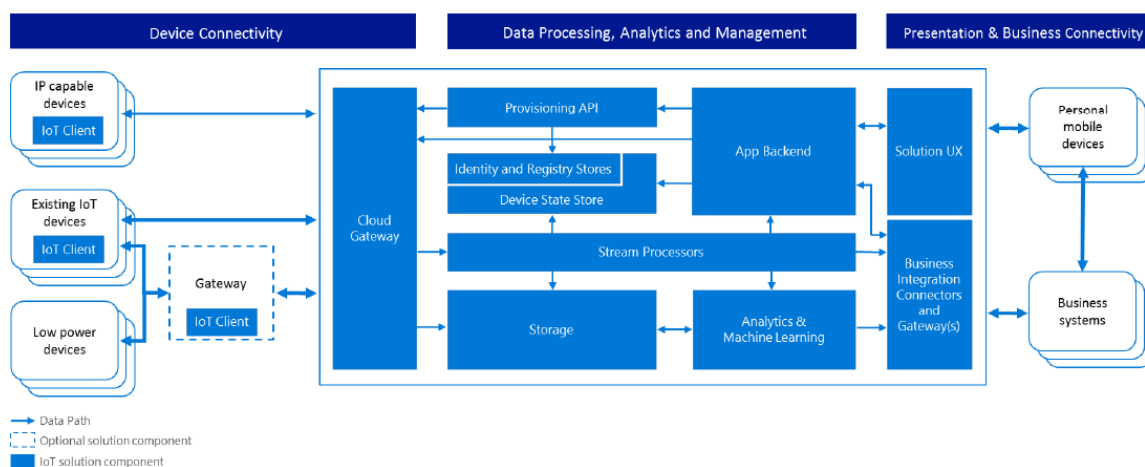 Device Connectivity
Data Processing, Analytics and Management
Presentation & Business Connectivity
IP capable
devices
IoT Client
Existing IoT
devices
IoT Client
Low power
devices
Gateway
IoT Client
Cloud
Gateway
Provisioning API
Identity and Registry Stores
Device State Store
App Backend
Stream Processors
Storage
Analytics &
Machine Learning
Solution UX
Business
Integration
Connectors
and
Gateway(s)
Personal
mobile
devices
Business
systems
Data Path
Optional solution component
IoT solution component